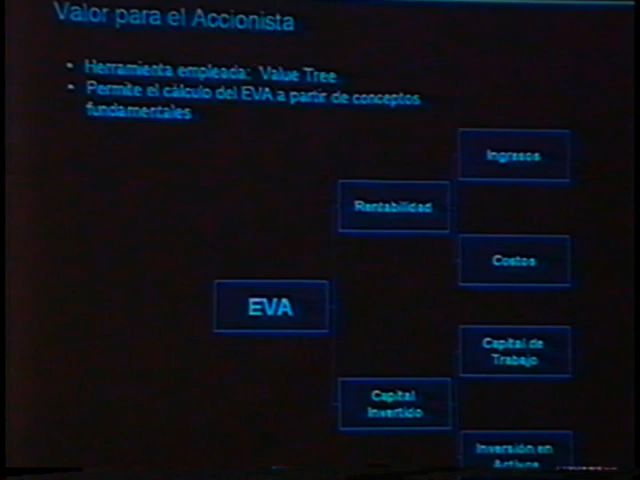 Valor para el Accionista
• Herramienta empleada: Value Tree
• Permite el cálculo del EVA a partir de conceptos
fundamentales
Ingresos
Rentabilidad
Costos
EVA
Capital de
Trabajo
Capital
Invertido
Inversión en
Activos